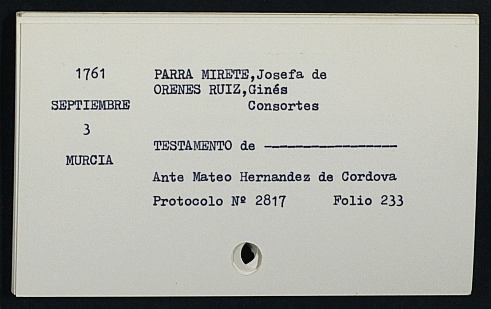 1761
SEPTIEMBRE
3
MURCIA
PARRA MIRETE,Josefa de
ORENES RUIZ,Ginés
Consortes
TESTAMENTO de -----------------
Ante Mateo Hernandez de Cordova
Protocolo Nº 2817 Folio 233